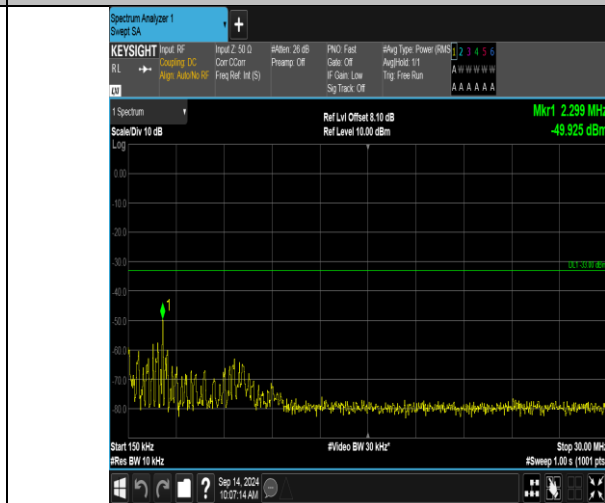 Spectrum Analyzer 1
Swept SA
KEYSIGHT Input: RF Input Z: 50 Ω #Atten: 26 dB PNO: Fast #Avg Type: Power (RMS 1 2 3 4 5 6
RL Coupling: DC Corr CCorr Preamp: Off Gate: Off Avg|Hold: 1/1 A W W W W W
Align: Auto/No RF Freq Ref: Int (S) IF Gain: Low Trig: Free Run
Sig Track: Off A A A A A A
1 Spectrum Ref Lvl Offset 8.10 dB Mkr1 2.299 MHz
Scale/Div 10 dB Ref Level 10.00 dBm -49.925 dBm
Log
0.00
-10.0
-20.0
-30.0 DL1 -33.00 dBm
-40.0
1
-50.0
-60.0
-70.0
-80.0
Start 150 kHz #Video BW 30 kHz* Stop 30.00 MHz
#Res BW 10 kHz #Sweep 1.00 s (1001 pts
? Sep 14, 2024
10:07:14 AM